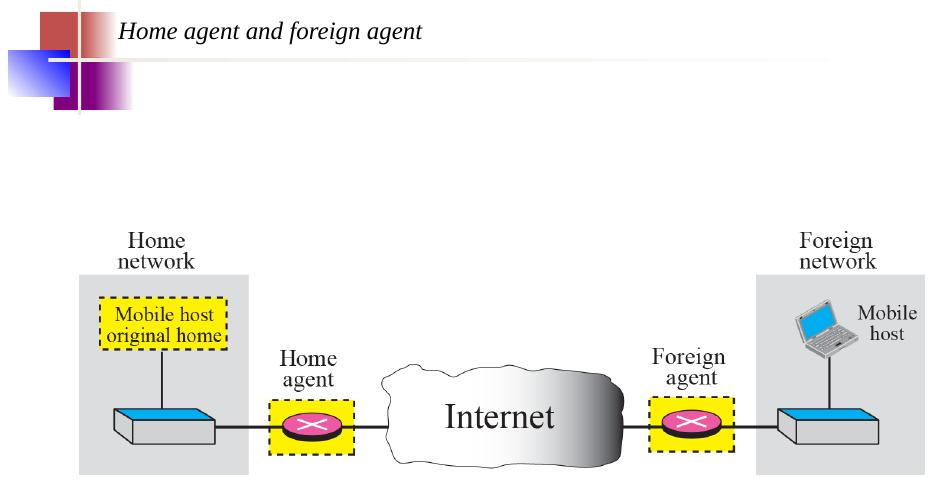 Home agent and foreign agent
Home
network
Mobile host
original home
Home
agent
Internet
Foreign
agent
Foreign
network
Mobile
host